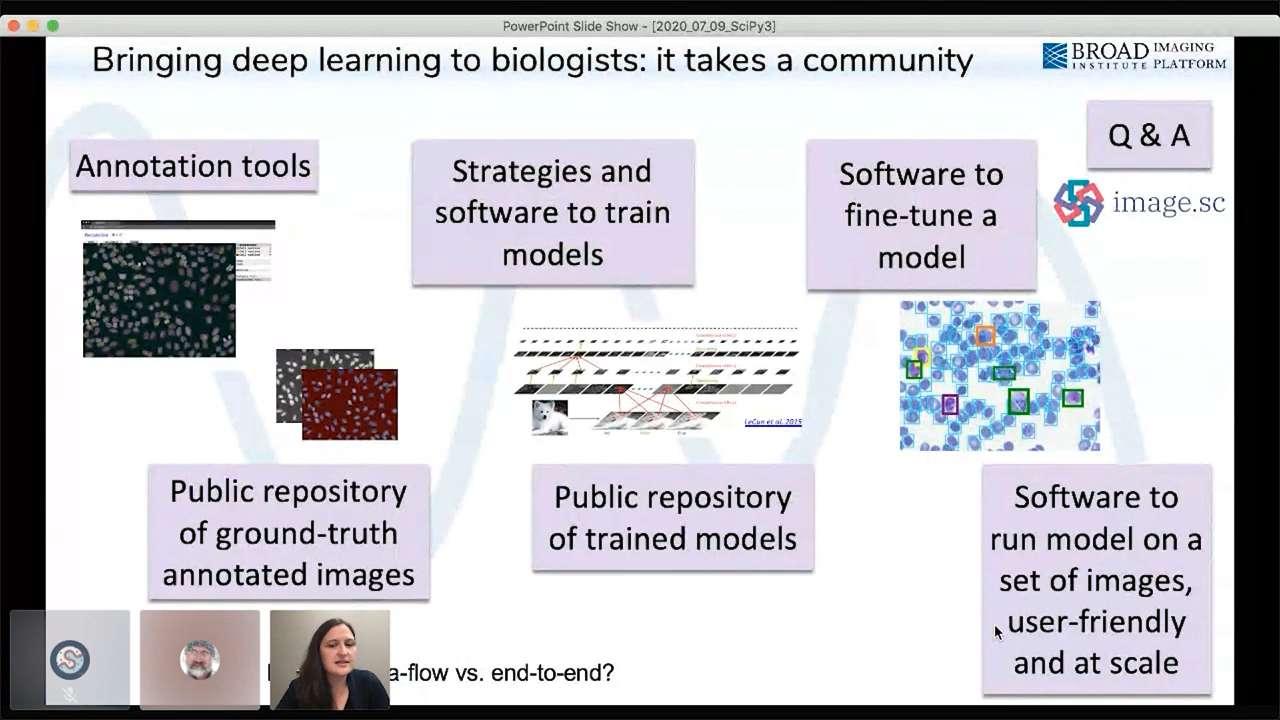 PowerPoint Slide Show - [2020_07_09_SciPy3]
Bringing deep learning to biologists: it takes a community
BROAD
INSTITUTE
IMAGING
PLATFORM
Q & A
image.sc
Annotation tools
Strategies and
software to train
models
Software to
fine-tune a
model
LeCun et al. 2015
Public repository
of ground-truth
annotated images
Public repository
of trained models
Software to
run model on a
set of images,
user-friendly
and at scale
a-flow vs. end-to-end?